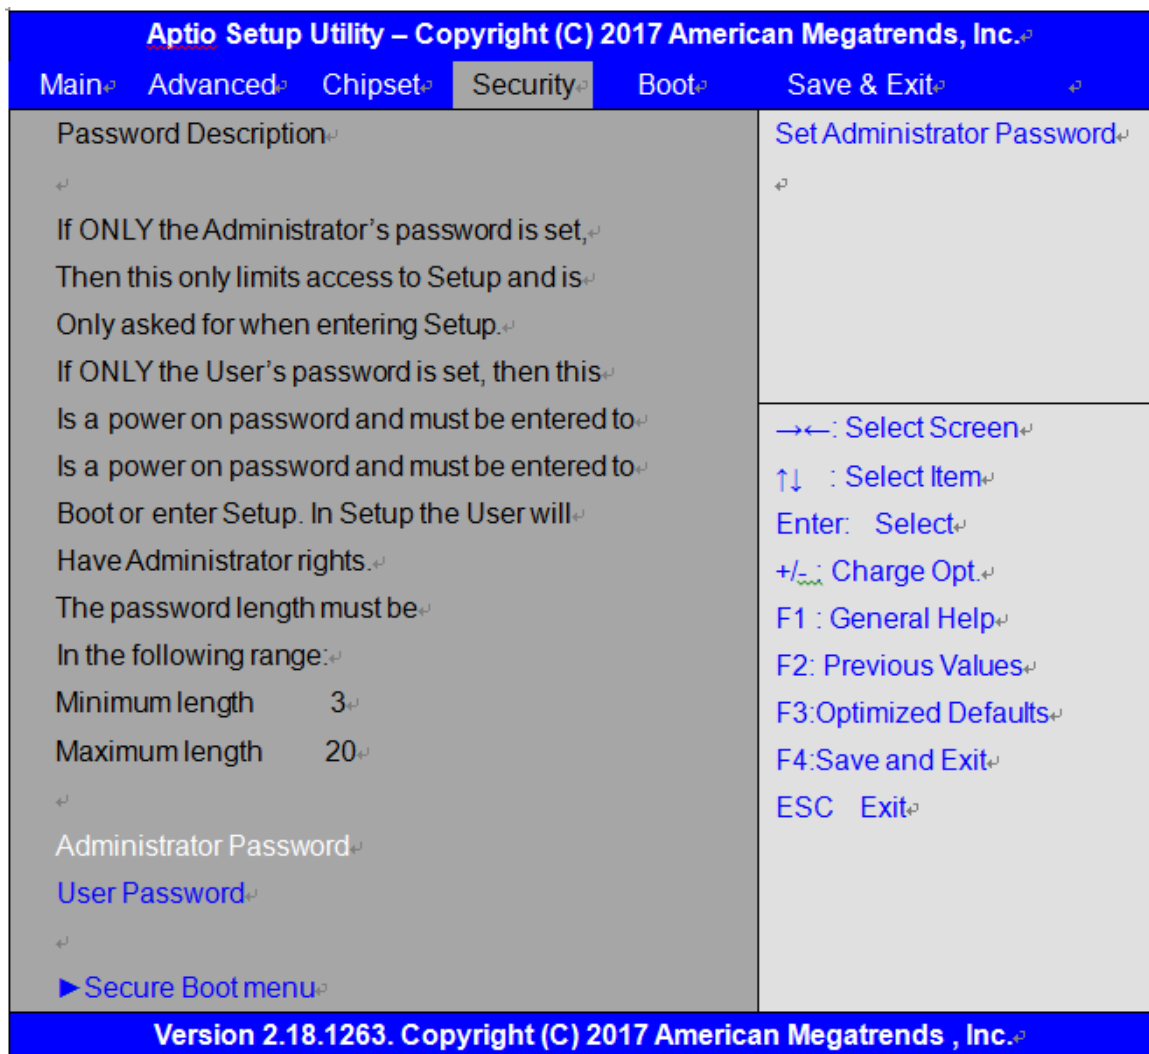 Aptio Setup Utility – Copyright (C) 2017 American Megatrends, Inc.
Main Advanced Chipset Security Boot Save & Exit
Password Description
If ONLY the Administrator’s password is set,
Then this only limits access to Setup and is
Only asked for when entering Setup.
If ONLY the User’s password is set, then this
Is a power on password and must be entered to
Is a power on password and must be entered to
Boot or enter Setup. In Setup the User will
Have Administrator rights.
The password length must be
In the following range:
Minimum length 3
Maximum length 20
Administrator Password
User Password
►Secure Boot menu
Set Administrator Password
→←: Select Screen
↑↓ : Select Item
Enter: Select
+/- : Charge Opt.
F1 : General Help
F2: Previous Values
F3:Optimized Defaults
F4:Save and Exit
ESC Exit
Version 2.18.1263. Copyright (C) 2017 American Megatrends , Inc.